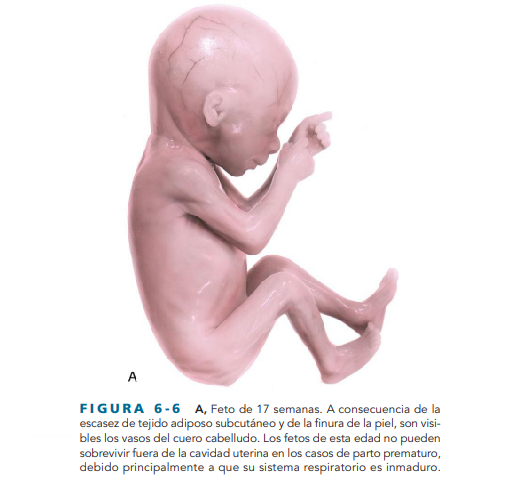 A
FIGURA 6-6 A, Feto de 17 semanas. A consecuencia de la
escasez de tejido adiposo subcutáneo y de la finura de la piel, son visi-
bles los vasos del cuero cabelludo. Los fetos de esta edad no pueden
sobrevivir fuera de la cavidad uterina en los casos de parto prematuro,
debido principalmente a que su sistema respiratorio es inmaduro.